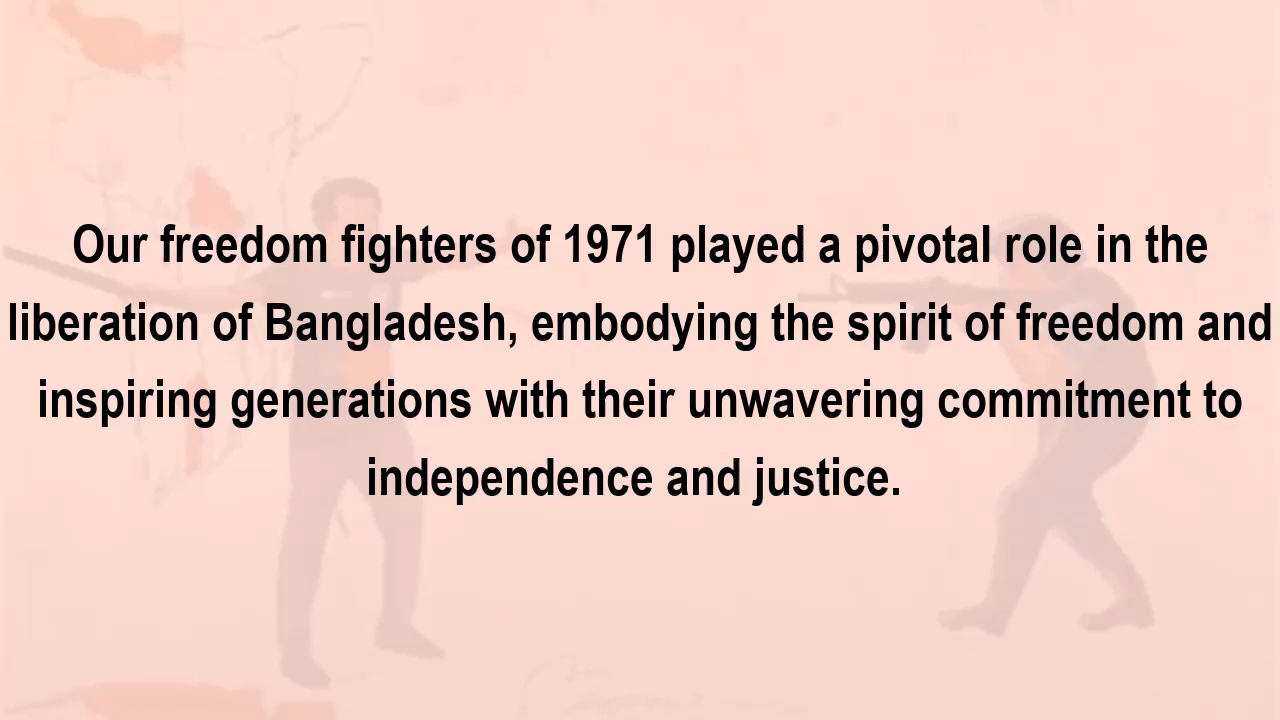 Our freedom fighters of 1971 played a pivotal role in the
liberation of Bangladesh, embodying the spirit of freedom and
inspiring generations with their unwavering commitment to
independence and justice.